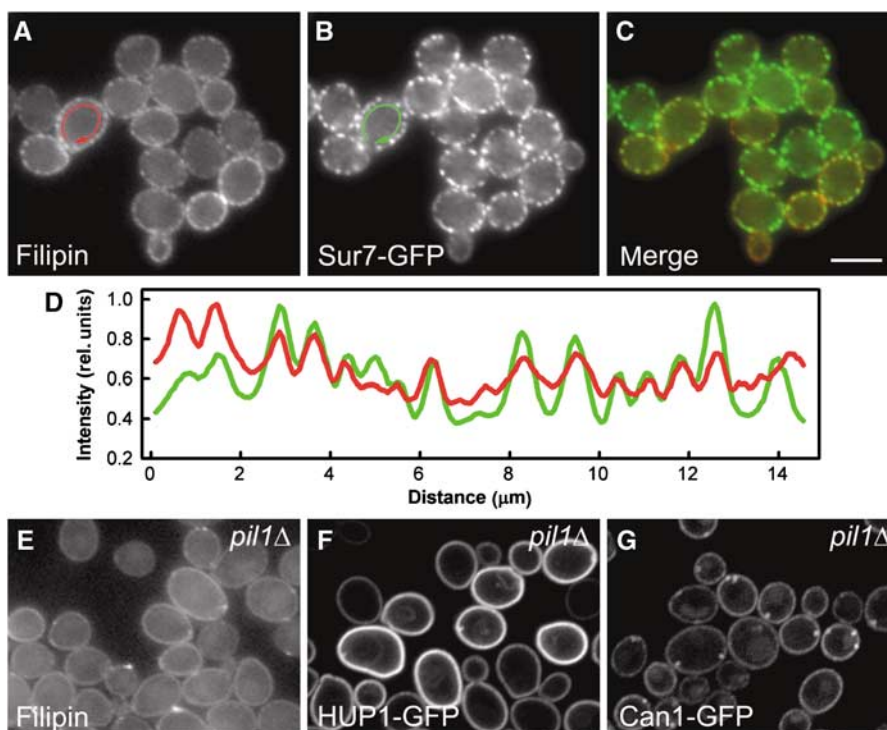 A
B
C
Filipin
Sur7-GFP
Merge
D
Intensity (rel. units)
1.0
0.8
0.6
0.4
0.2
0 2 4 6 8 10 12 14
Distance (μm)
E pil1Δ
F pil1Δ
G pil1Δ
Filipin
HUP1-GFP
Can1-GFP